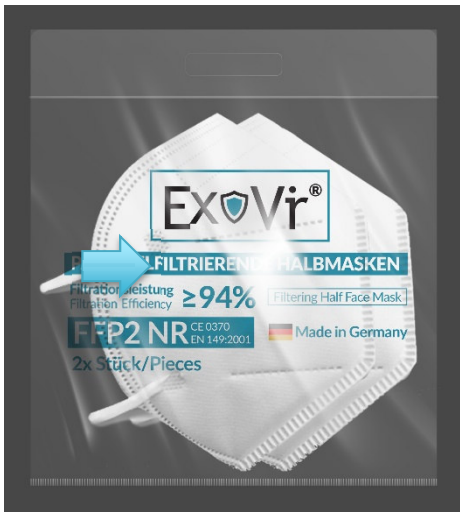 ExoVir®
HALBMASKEN
Filtrationsleistung
Filtration Efficiency
≥94%
Filtering Half Face Mask
FFP2 NR
CE 0370
EN 149:2001
Made in Germany
2x Stück/Pieces